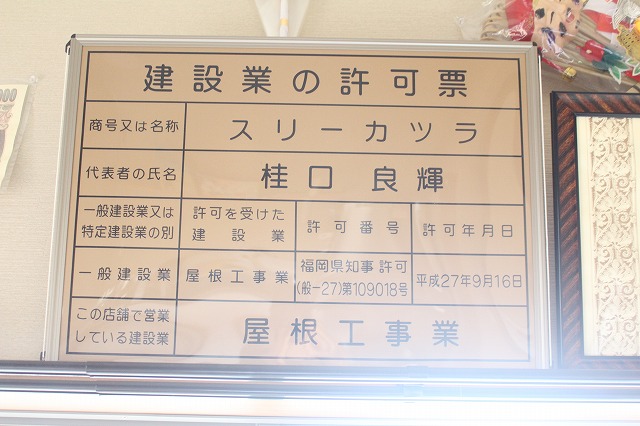 建設業の許可票
商号又は名称 スリーカツラ
代表者の氏名 桂口 良輝
一般建設業又は
特定建設業の別
許可を受けた
建設業
許可番号
許可年月日
一般建設業
屋根工事業
福岡県知事 許可
(般-27)第109018号
平成27年9月16日
この店舗で営業
している建設業
屋根工事業